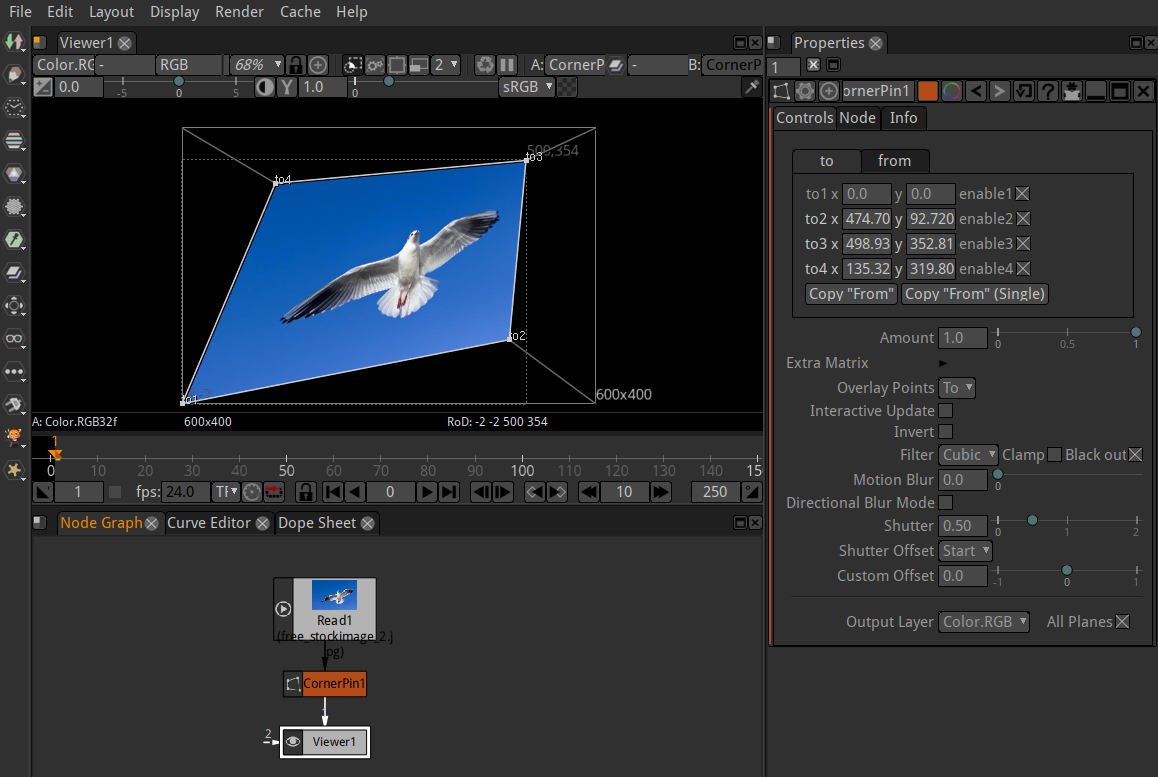 File Edit Layout Display Render Cache Help
Viewer1
Color.RG - RGB 68% 2 A: CornerP - B: CornerP
0.0 -5 0 5 Y 1.0 0 sRGB
500,354
to3
to4
to2
to1
600x400
A: Color.RGB32f 600x400 RoD: -2 -2 500 354
1
0 10 20 30 40 50 60 70 80 90 100 110 120 130 140 15
1 fps: 24.0 TF 0 10 250
Node Graph Curve Editor Dope Sheet
Read1
(free_stockimage_2.j
pg)
CornerPin1
2
Viewer1
Properties
1
ornerPin1
Controls Node Info
to from
to1 x 0.0 y 0.0 enable1
to2 x 474.70 y 92.720 enable2
to3 x 498.93 y 352.81 enable3
to4 x 135.32 y 319.80 enable4
Copy "From" Copy "From" (Single)
Amount 1.0 0 0.5 1
Extra Matrix
Overlay Points To
Interactive Update
Invert
Filter Cubic Clamp Black out
Motion Blur 0.0 0
Directional Blur Mode
Shutter 0.50 0 1 2
Shutter Offset Start
Custom Offset 0.0 -1 0 1
Output Layer Color.RGB All Planes